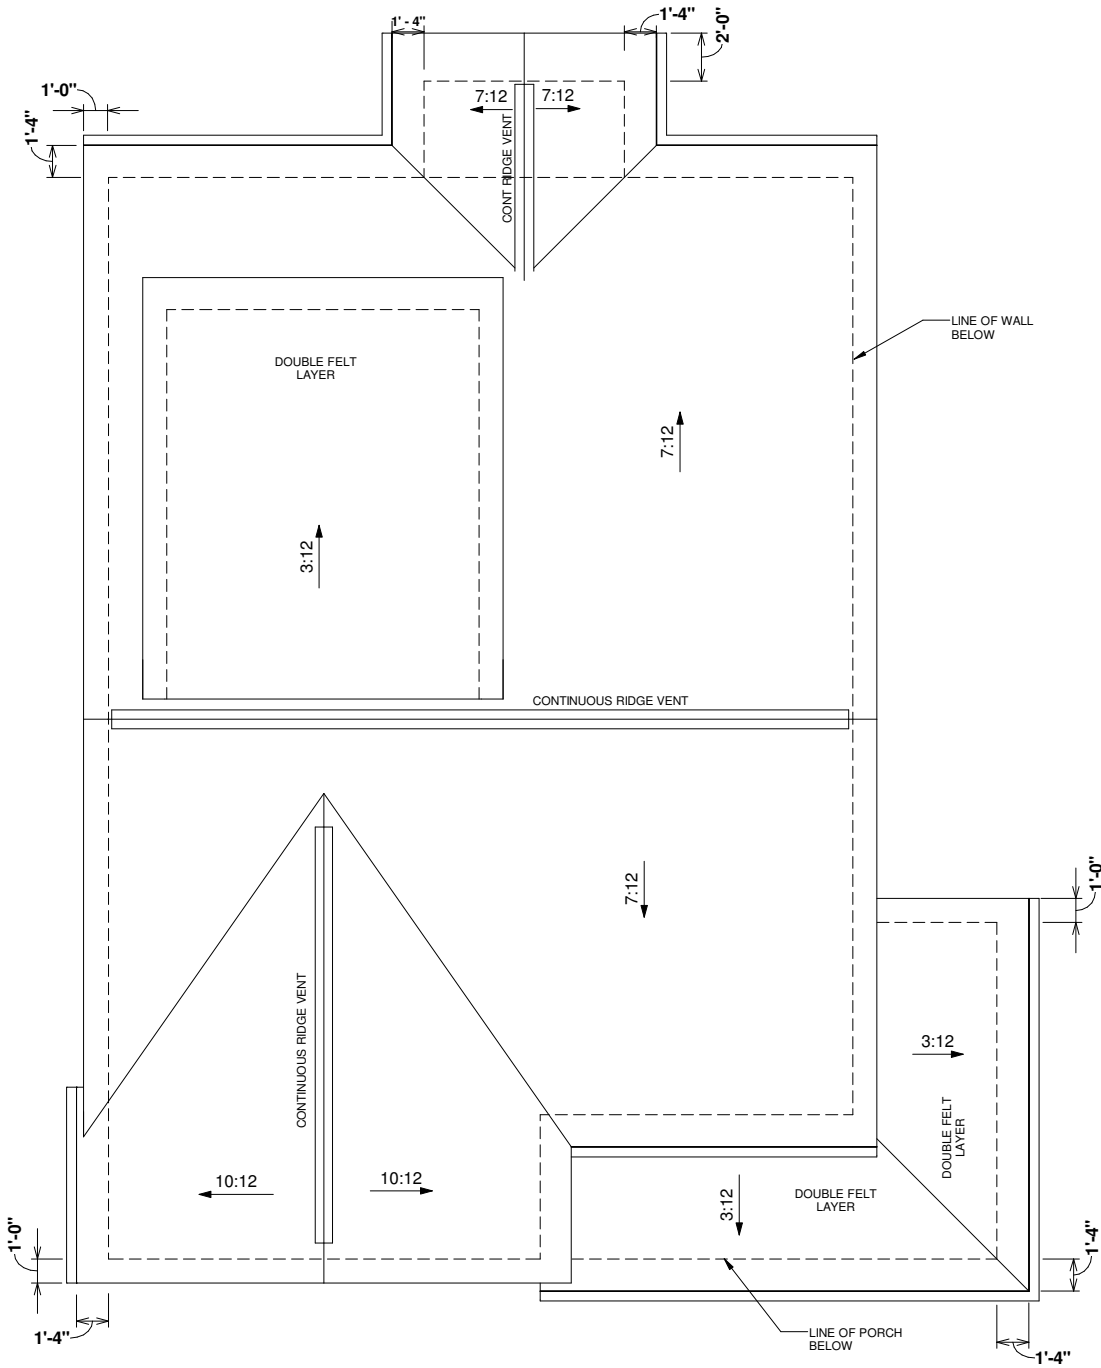 1' - 4"
1'-4"
2'-0"
1'-0"
1'-4"
7:12
7:12
CONT RIDGE VENT
LINE OF WALL
BELOW
DOUBLE FELT
LAYER
7:12
3:12
CONTINUOUS RIDGE VENT
7:12
1'-0"
CONTINUOUS RIDGE VENT
3:12
DOUBLE FELT
LAYER
10:12
10:12
3:12
DOUBLE FELT
LAYER
1'-0"
1'-4"
1'-4"
LINE OF PORCH
BELOW
1'-4"